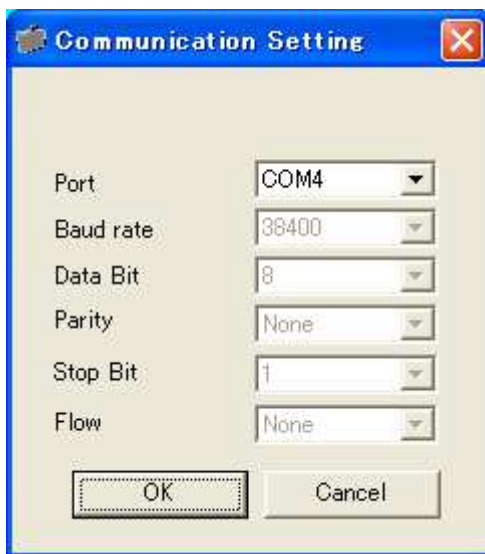 Communication Setting
Port COM4
Baud rate 38400
Data Bit 8
Parity None
Stop Bit 1
Flow None
OK Cancel